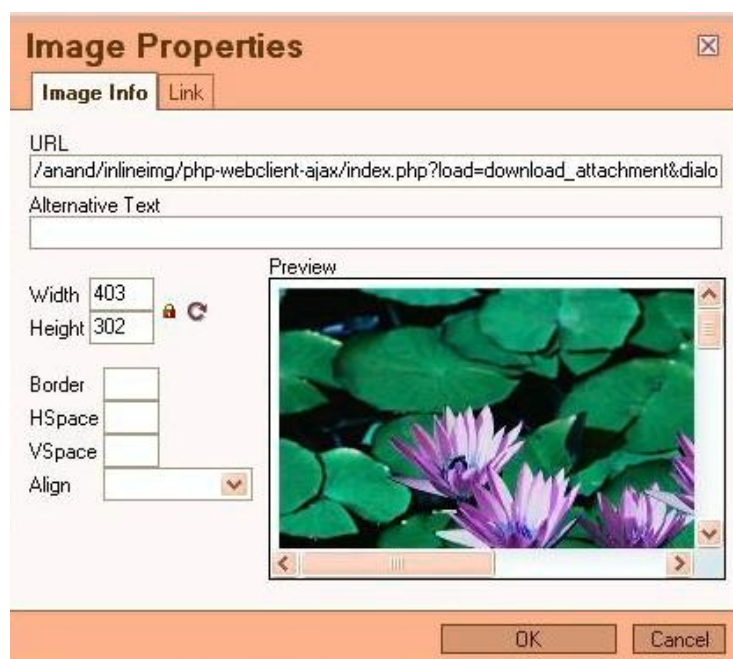 Image Properties
Image Info Link
URL
/anand/inlineimg/php-webclient-ajax/index.php?load=download_attachment&dialo
Alternative Text
Preview
Width 403
Height 302
Border
HSpace
VSpace
Align
OK Cancel